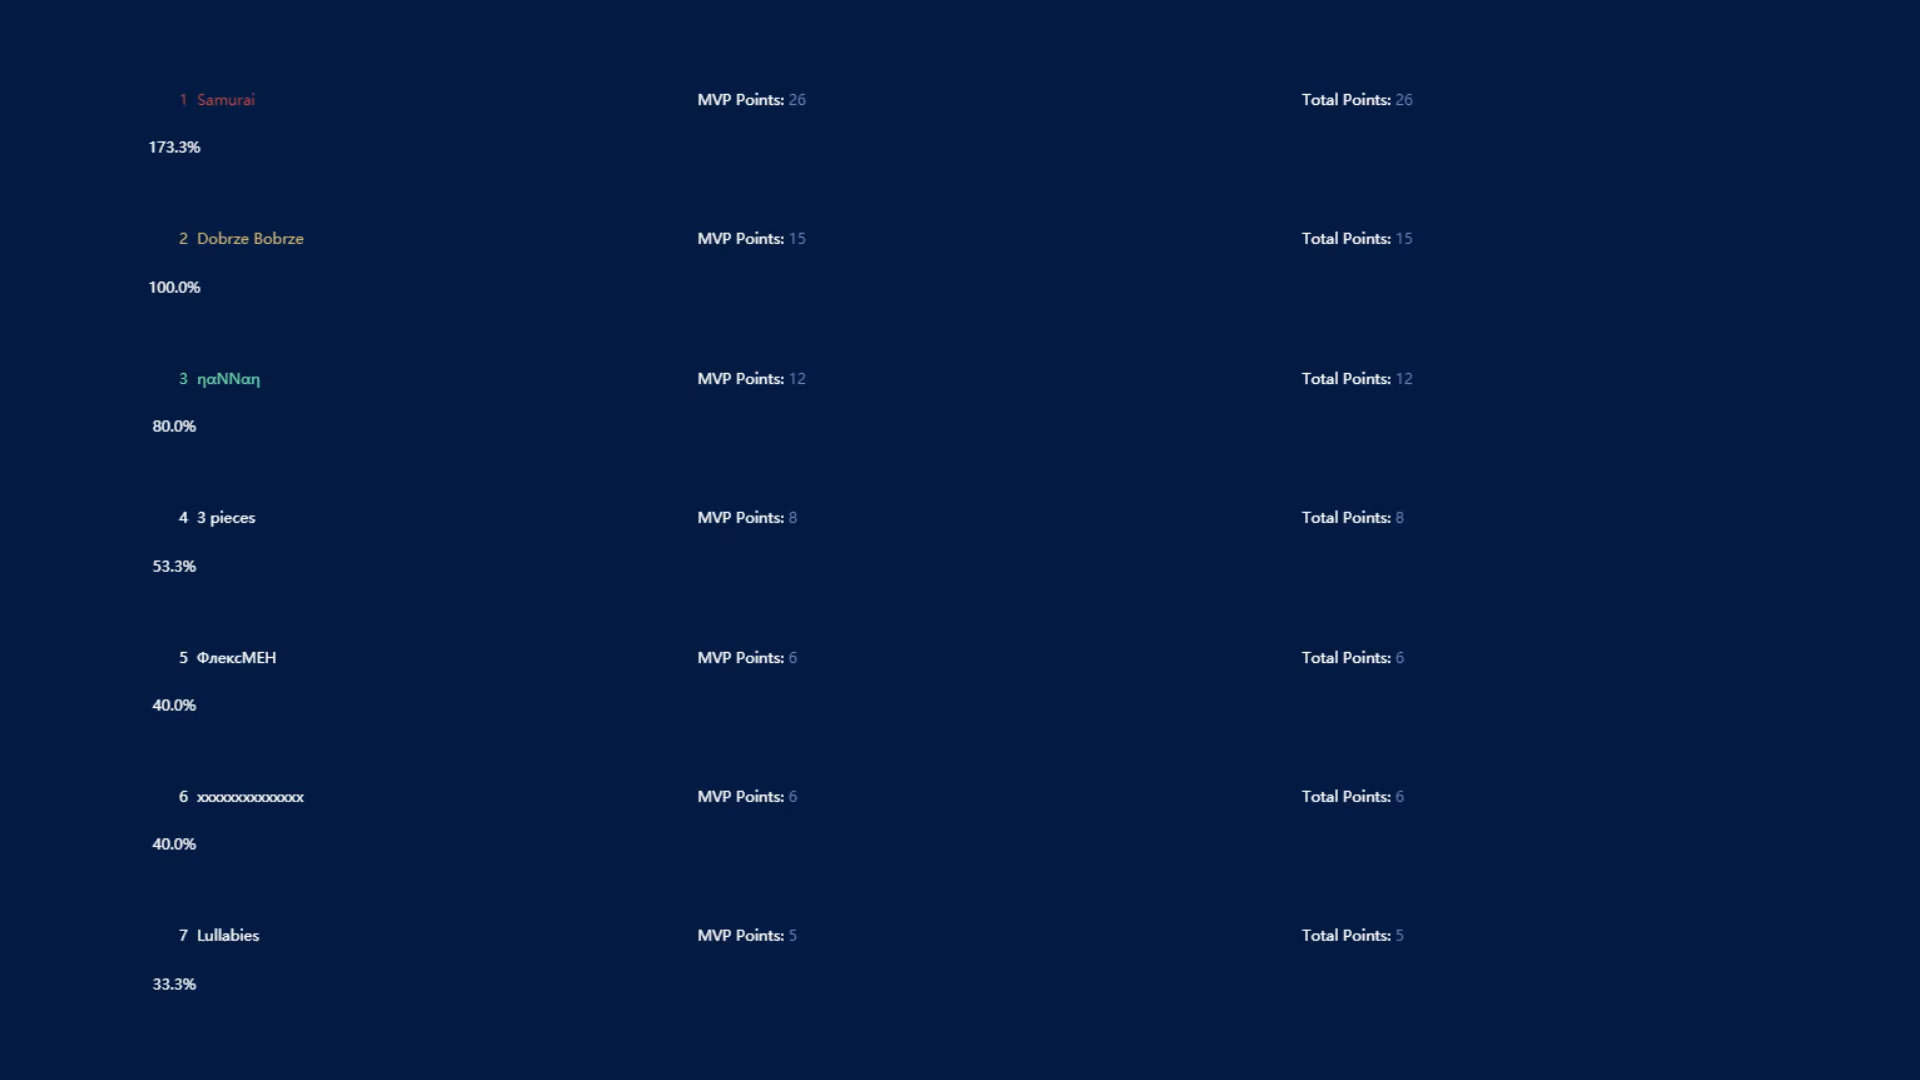 1 Samurai MVP Points: 26 Total Points: 26
173.3%
2 Dobrze Bobrze MVP Points: 15 Total Points: 15
100.0%
3 ηαNNαη MVP Points: 12 Total Points: 12
80.0%
4 3 pieces MVP Points: 8 Total Points: 8
53.3%
5 ФлексМЕН MVP Points: 6 Total Points: 6
40.0%
6 xxxxxxxxxxxxxx MVP Points: 6 Total Points: 6
40.0%
7 Lullabies MVP Points: 5 Total Points: 5
33.3%